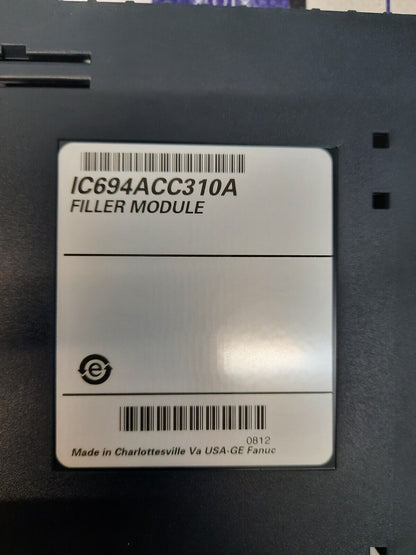 IC694ACC310A
FILLER MODULE
e
0812
Made in Charlottesville Va USA-GE Fanuc